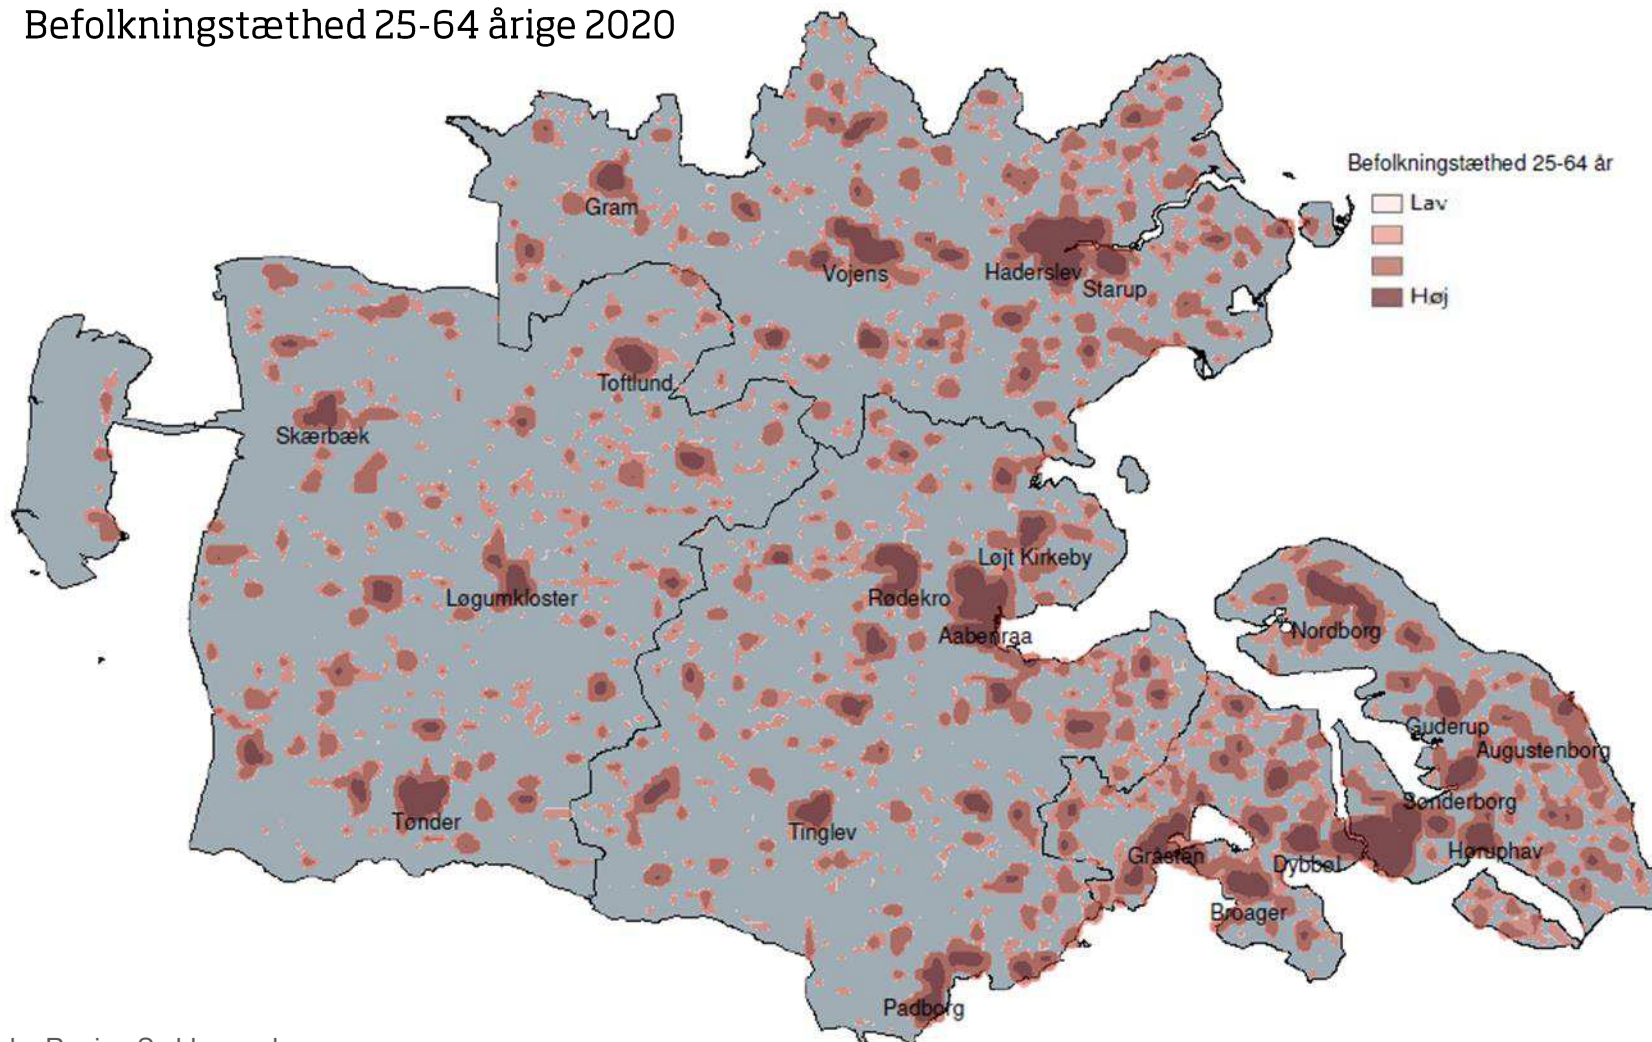 Befolkningstæthed 25-64 årige 2020
Befolkningstæthed 25-64 år
Lav
Høj
Gram
Vojens
Haderslev
Starup
Toftlund
Skærbæk
Løgumkloster
Løjt Kirkeby
Rødekro
Aabenraa
Nordborg
Guderup
Augustenborg
Sønderborg
Tønder
Tinglev
Gråsten
Dybbøl
Høruphav
Broager
Padborg